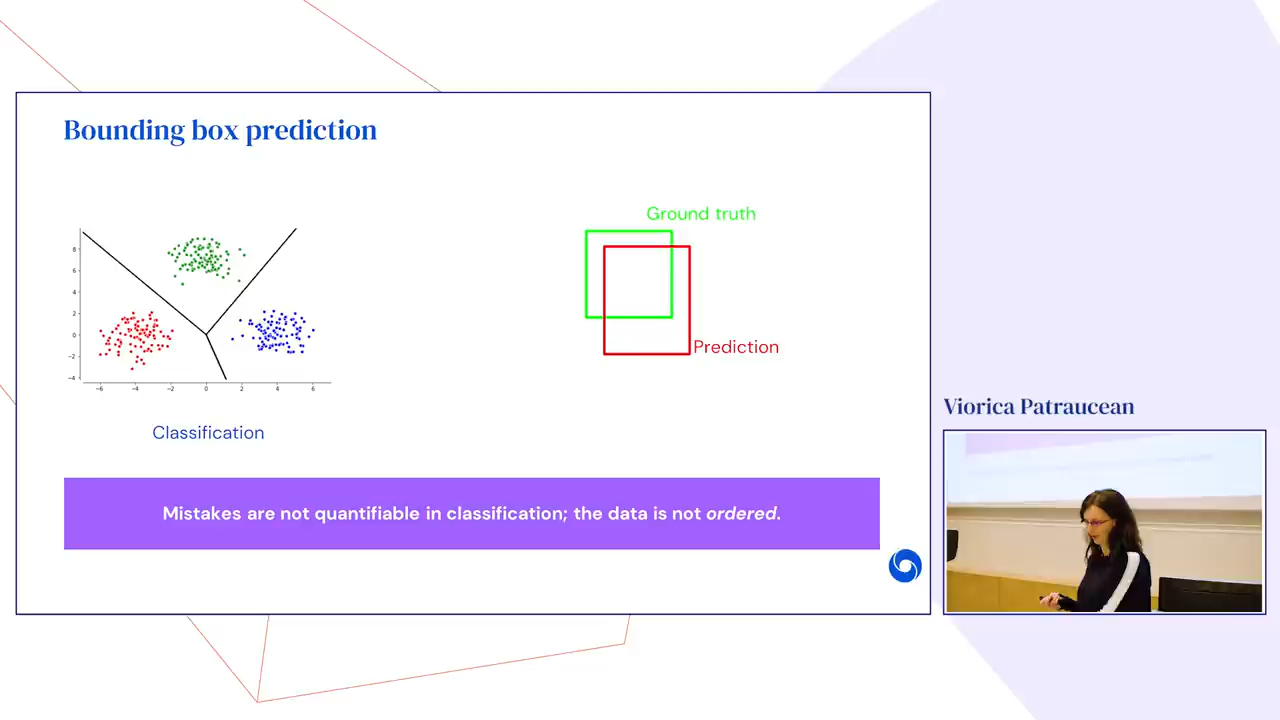 Bounding box prediction
Ground truth
Prediction
8
6
4
2
0
−2
−4
−6
−4
−2
0
2
4
6
Classification
Mistakes are not quantifiable in classification; the data is not ordered.
Viorica Patraucean